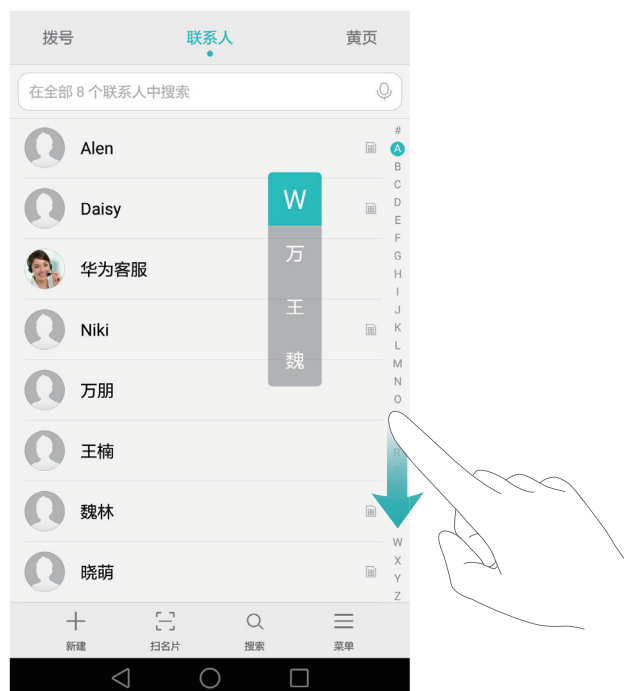 拨号 联系人 黄页
在全部 8 个联系人中搜索
#
Alen
A
B
C
Daisy
W
D
E
F
万
G
华为客服
H
I
王
J
Niki
K
L
魏
M
N
万朋
O
王楠
R
S
魏林
W
X
晓萌
Y
Z
新建 扫名片 搜索 菜单